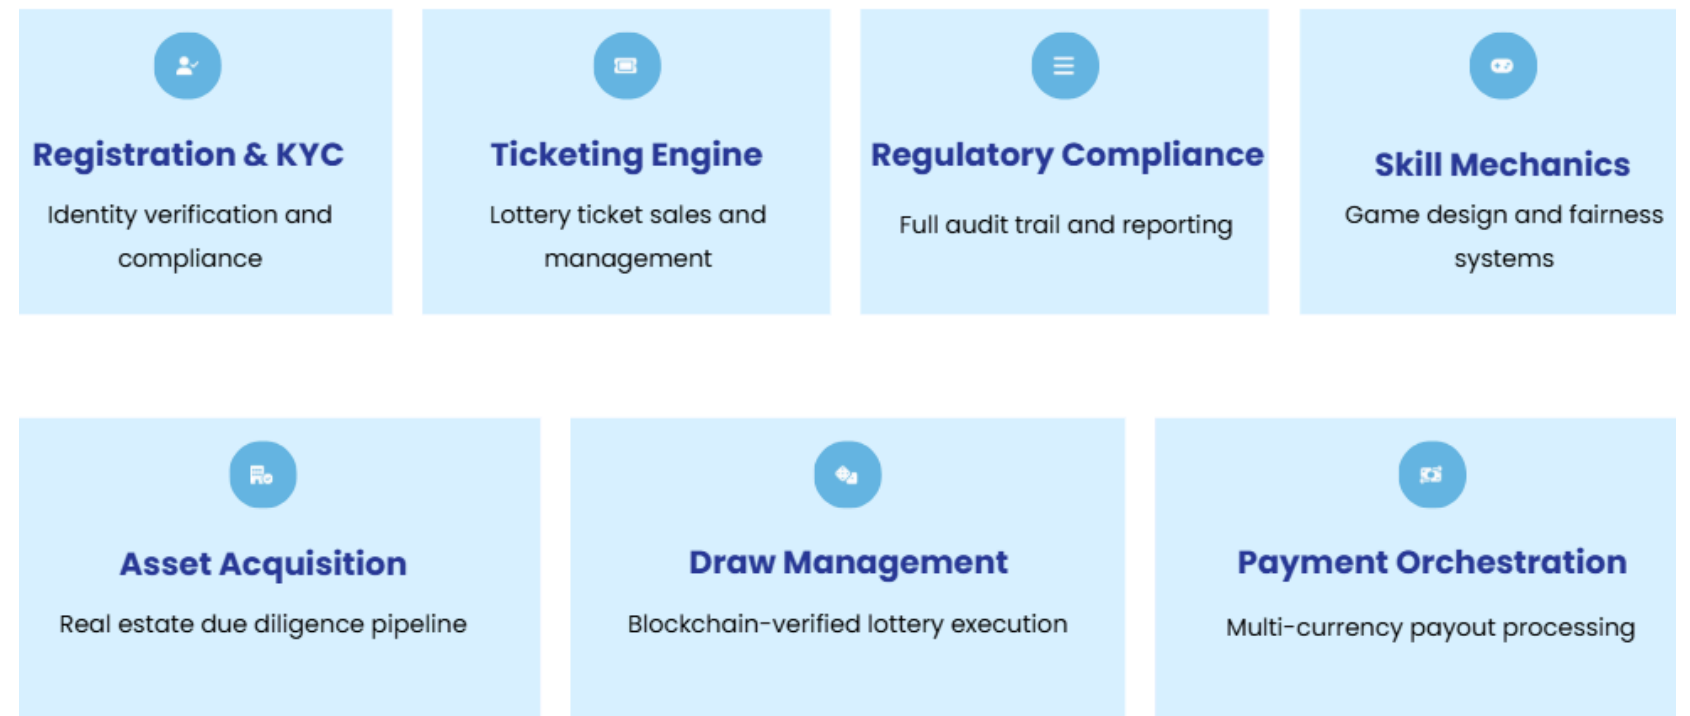 Registration & KYC
Identity verification and
compliance
Ticketing Engine
Lottery ticket sales and
management
Regulatory Compliance
Full audit trail and reporting
Skill Mechanics
Game design and fairness
systems
Asset Acquisition
Real estate due diligence pipeline
Draw Management
Blockchain-verified lottery execution
Payment Orchestration
Multi-currency payout processing